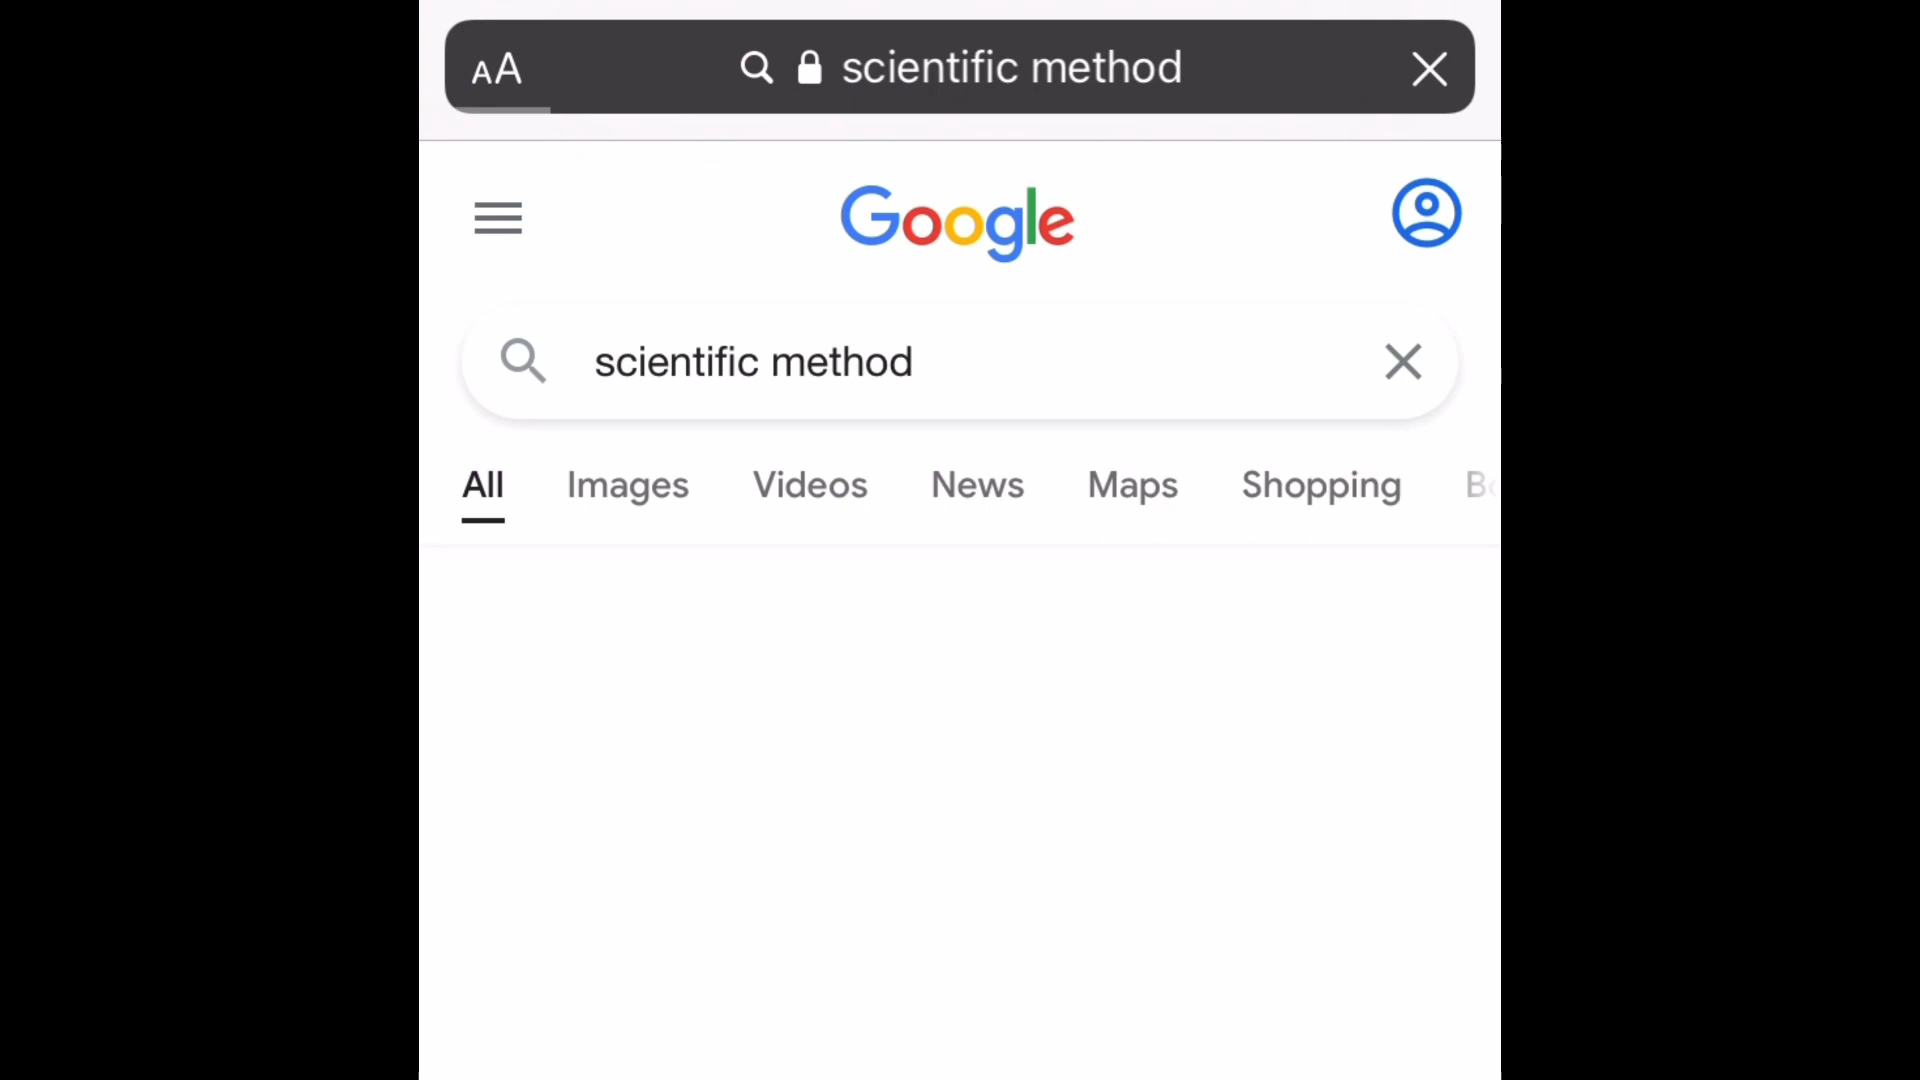 AA scientific method
Google
scientific method
All Images Videos News Maps Shopping